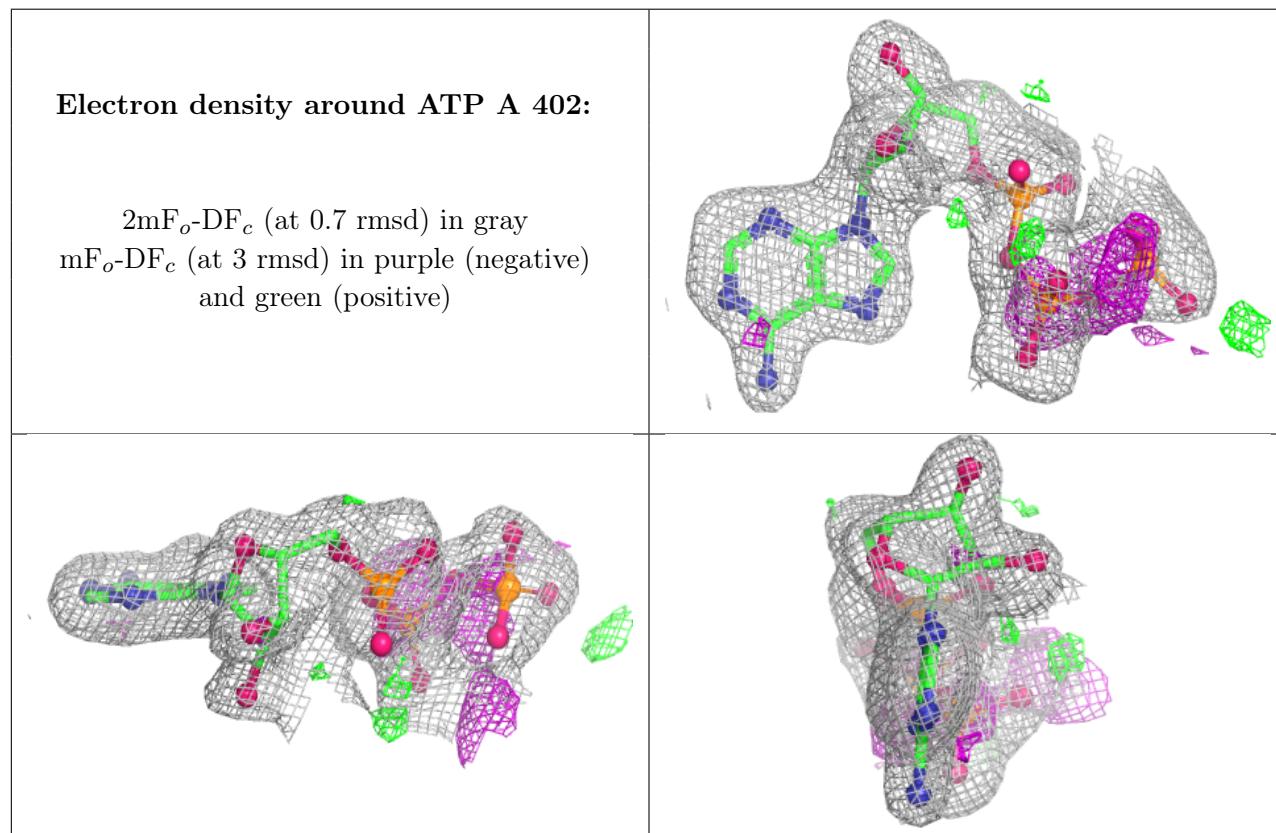 Electron density around ATP A 402:
2mFₒ-DF𝒸 (at 0.7 rmsd) in gray
mFₒ-DF𝒸 (at 3 rmsd) in purple (negative)
and green (positive)